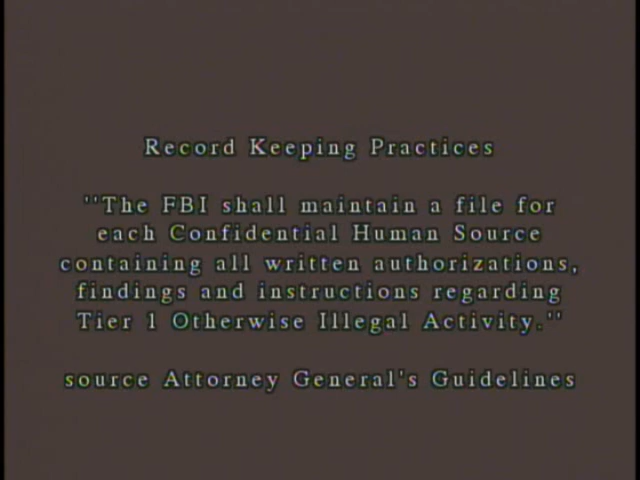 Record Keeping Practices
''The FBI shall maintain a file for
each Confidential Human Source
containing all written authorizations,
findings and instructions regarding
Tier 1 Otherwise Illegal Activity.''
source Attorney General's Guidelines